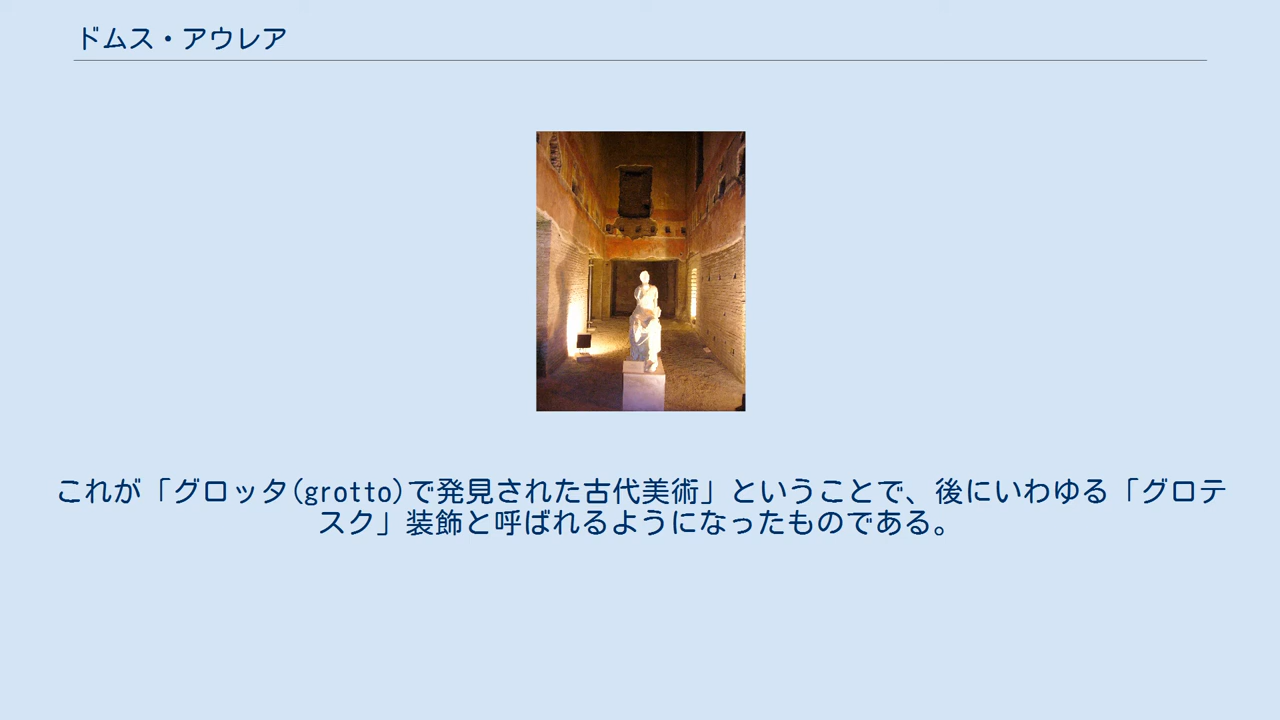 ドムス・アウレア
これが「グロッタ(grotto)で発見された古代美術」ということで、後にいわゆる「グロテ
スク」装飾と呼ばれるようになったものである。